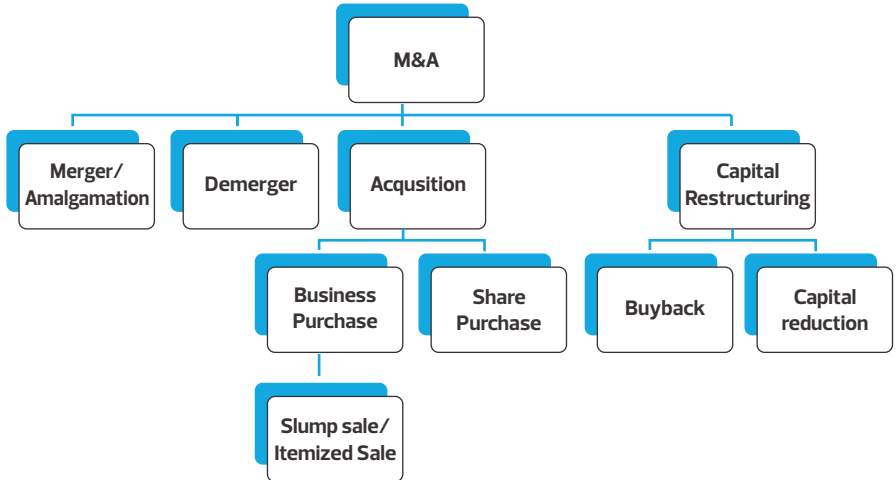 M&A
Merger/
Amalgamation
Demerger
Acqusition
Capital
Restructuring
Business
Purchase
Share
Purchase
Buyback
Capital
reduction
Slump sale/
Itemized Sale